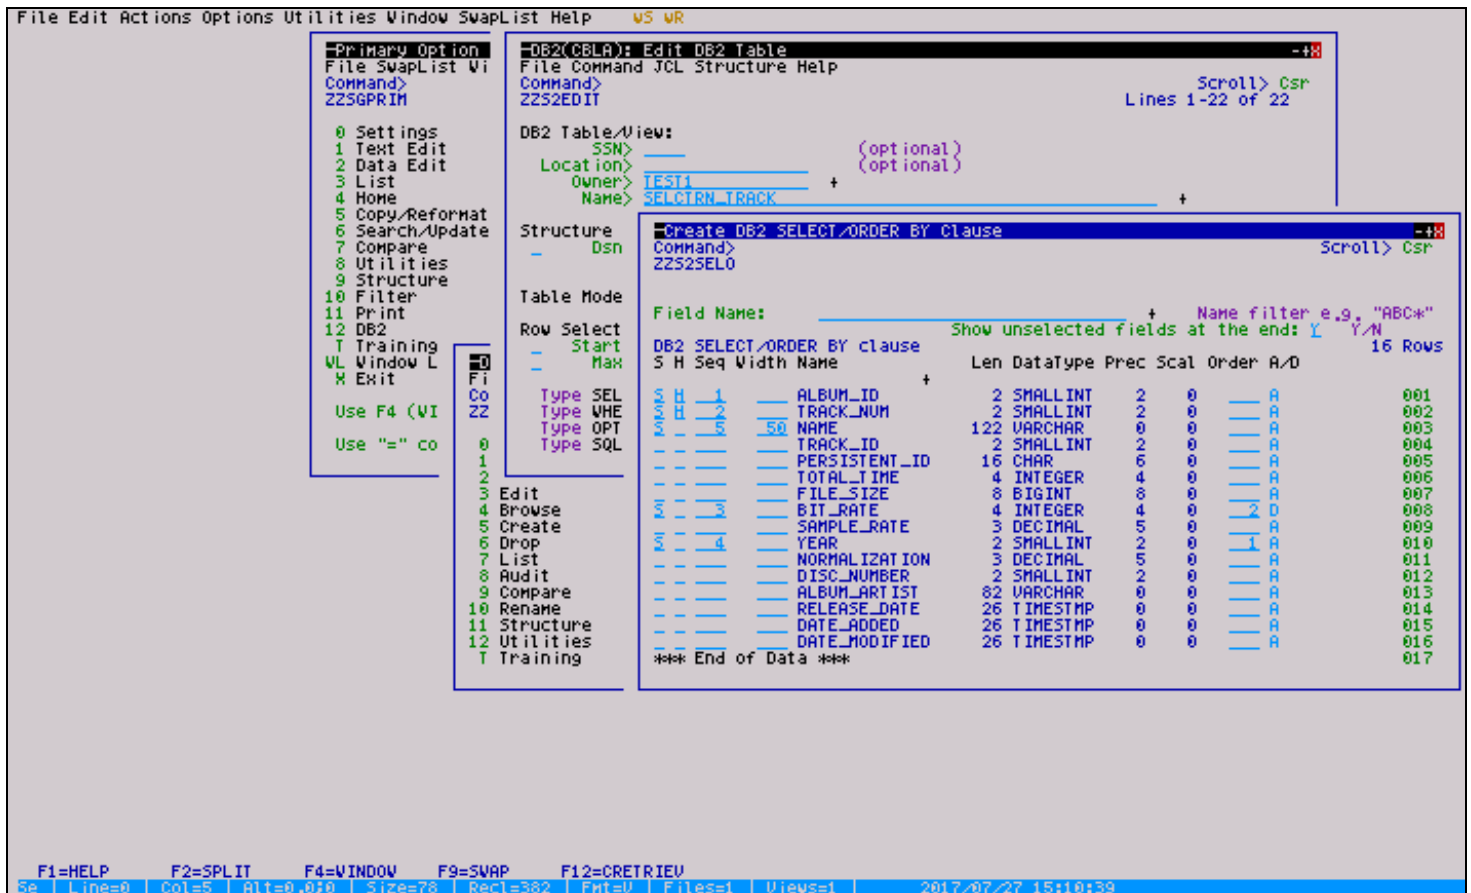 File Edit Actions Options Utilities Window SwapList Help wS wR
Primary Option
File SwapList Wi
Command>
ZZSGPRIM
0 Settings
1 Text Edit
2 Data Edit
3 List
4 Home
5 Copy/Reformat
6 Search/Update
7 Compare
8 Utilities
9 Structure
10 Filter
11 Print
12 DB2
T Training
WL Window L
X Exit
Use F4 (WI
Use "=" co
DB2(CBLA): Edit DB2 Table -+X
File Command JCL Structure Help
Command> Scroll> Csr
ZZS2EDIT Lines 1-22 of 22
DB2 Table/View:
SSN> (optional)
Location> (optional)
Owner> TEST1 +
Name> SELCTRN_TRACK +
Structure
Dsn
Table Mode
Row Select
Start
Max
Type SEL
Type WHE
Type OPT
Type SQL
D
Fi
Co
ZZ
0
1
2
3 Edit
4 Browse
5 Create
6 Drop
7 List
8 Audit
9 Compare
10 Rename
11 Structure
12 Utilities
T Training
Create DB2 SELECT/ORDER BY Clause -+X
Command> Scroll> Csr
ZZS2SELO
Field Name: + Name filter e.g. "ABC*"
Show unselected fields at the end: Y Y/N
DB2 SELECT/ORDER BY clause 16 Rows
S H Seq Width Name Len DataType Prec Scal Order A/D
+
S H 1 ALBUM_ID 2 SMALLINT 2 0 A 001
S H 2 TRACK_NUM 2 SMALLINT 2 0 A 002
S _ 5 50 NAME 122 VARCHAR 0 0 A 003
_ _ TRACK_ID 2 SMALLINT 2 0 A 004
_ _ PERSISTENT_ID 16 CHAR 6 0 A 005
_ _ TOTAL_TIME 4 INTEGER 4 0 A 006
_ _ FILE_SIZE 8 BIGINT 8 0 A 007
S _ 3 BIT_RATE 4 INTEGER 4 0 2 D 008
_ _ SAMPLE_RATE 3 DECIMAL 5 0 A 009
S _ 4 YEAR 2 SMALLINT 2 0 1 A 010
_ _ NORMALIZATION 3 DECIMAL 5 0 A 011
_ _ DISC_NUMBER 2 SMALLINT 2 0 A 012
_ _ ALBUM_ARTIST 82 VARCHAR 0 0 A 013
_ _ RELEASE_DATE 26 TIMESTMP 0 0 A 014
_ _ DATE_ADDED 26 TIMESTMP 0 0 A 015
_ _ DATE_MODIFIED 26 TIMESTMP 0 0 A 016
*** End of Data *** 017
F1=HELP F2=SPLIT F4=WINDOW F9=SWAP F12=CRETRIEV
Se | Line=0 | Col=5 | Alt=0,0;0 | Size=78 | Recl=382 | Fmt=V | Files=1 | Views=1 | 2017/07/27 15:10:39